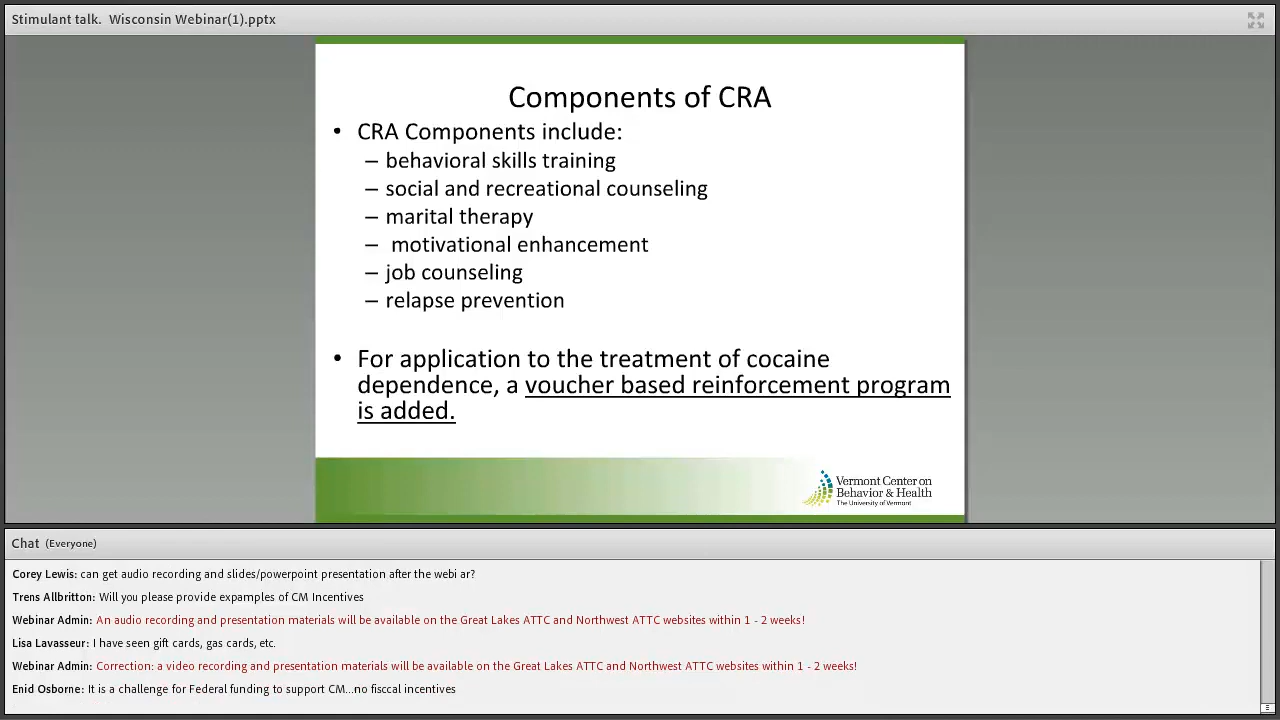 Stimulant talk.  Wisconsin Webinar(1).pptx
Components of CRA
• CRA Components include:
– behavioral skills training
– social and recreational counseling
– marital therapy
–  motivational enhancement
– job counseling
– relapse prevention
• For application to the treatment of cocaine
dependence, a voucher based reinforcement program
is added.
Vermont Center on
Behavior & Health
The University of Vermont
Chat (Everyone)
Corey Lewis: can get audio recording and slides/powerpoint presentation after the webi ar?
Trens Allbritton: Will you please provide expamples of CM Incentives
Webinar Admin: An audio recording and presentation materials will be available on the Great Lakes ATTC and Northwest ATTC websites within 1 - 2 weeks!
Lisa Lavasseur: I have seen gift cards, gas cards, etc.
Webinar Admin: Correction: a video recording and presentation materials will be available on the Great Lakes ATTC and Northwest ATTC websites within 1 - 2 weeks!
Enid Osborne: It is a challenge for Federal funding to support CM...no fisccal incentives